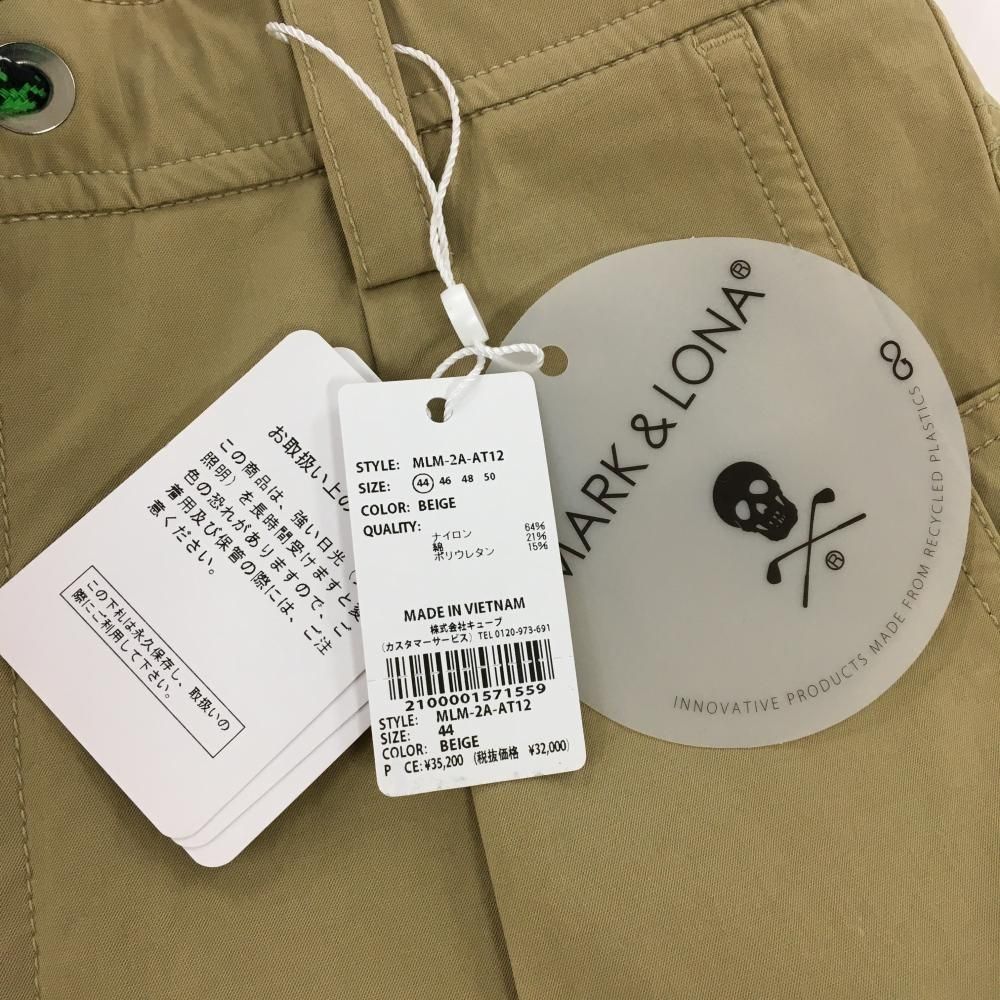 お取扱い上の
この商品は、強い日光(
照明)を長時間受けますと変
色の恐れがありますので、ご
着用及び保管の際には、ご注
意ください。
この下札は永久保存し、取扱いの
際にご利用して下さい。
STYLE: MLM-2A-AT12
SIZE: 44 46 48 50
COLOR: BEIGE
QUALITY:
ナイロン 64%
綿 21%
ポリウレタン 15%
MADE IN VIETNAM
株式会社キューブ
(カスタマーサービス) TEL 0120-973-691
2100001571559
STYLE: MLM-2A-AT12
SIZE: 44
COLOR: BEIGE
P CE:¥35,200 (税抜価格 ¥32,000)
MARK & LONA®
®
INNOVATIVE PRODUCTS MADE FROM RECYCLED PLASTICS